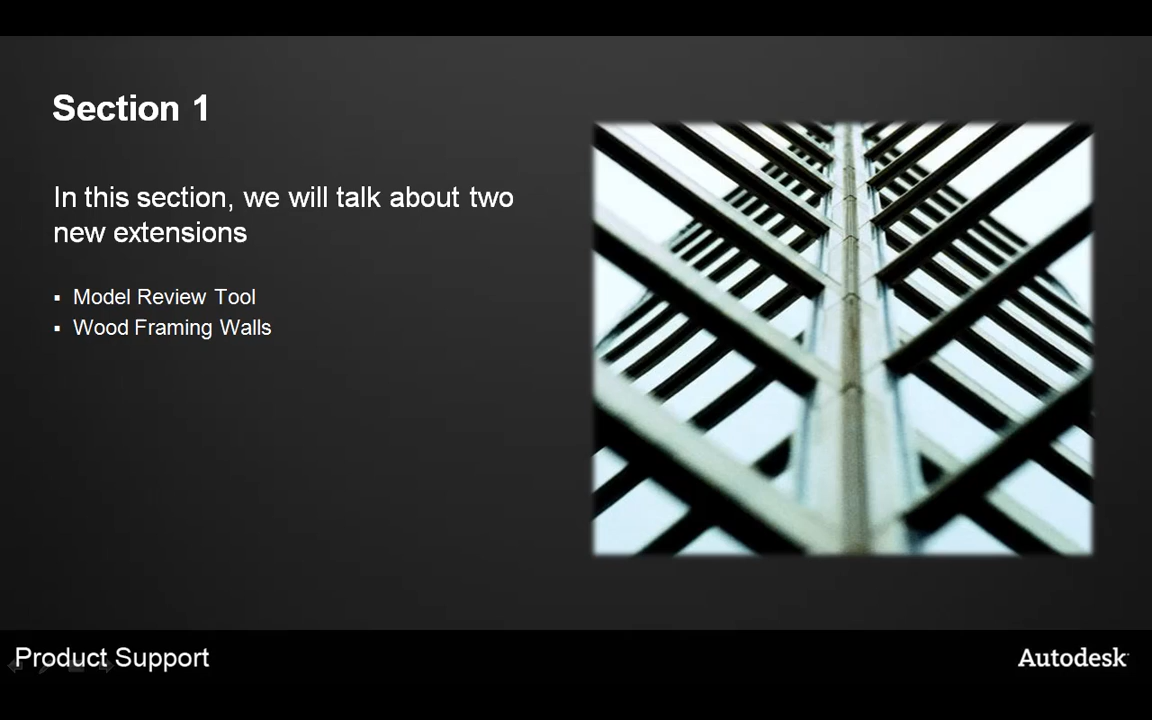 Section 1
In this section, we will talk about two
new extensions
▪ Model Review Tool
▪ Wood Framing Walls
Product Support
Autodesk